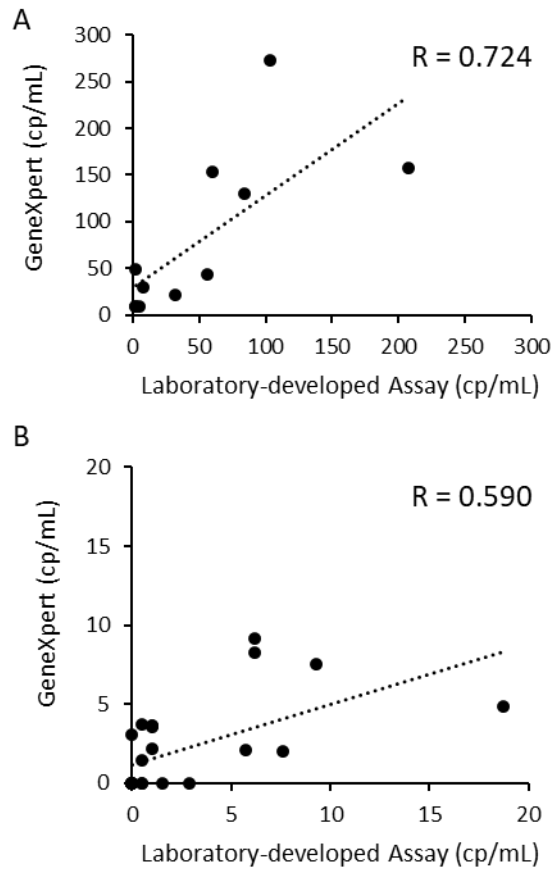 A
R = 0.724
GeneXpert (cp/mL)
300
250
200
150
100
50
0
0 50 100 150 200 250 300
Laboratory-developed Assay (cp/mL)
B
R = 0.590
GeneXpert (cp/mL)
20
15
10
5
0
0 5 10 15 20
Laboratory-developed Assay (cp/mL)